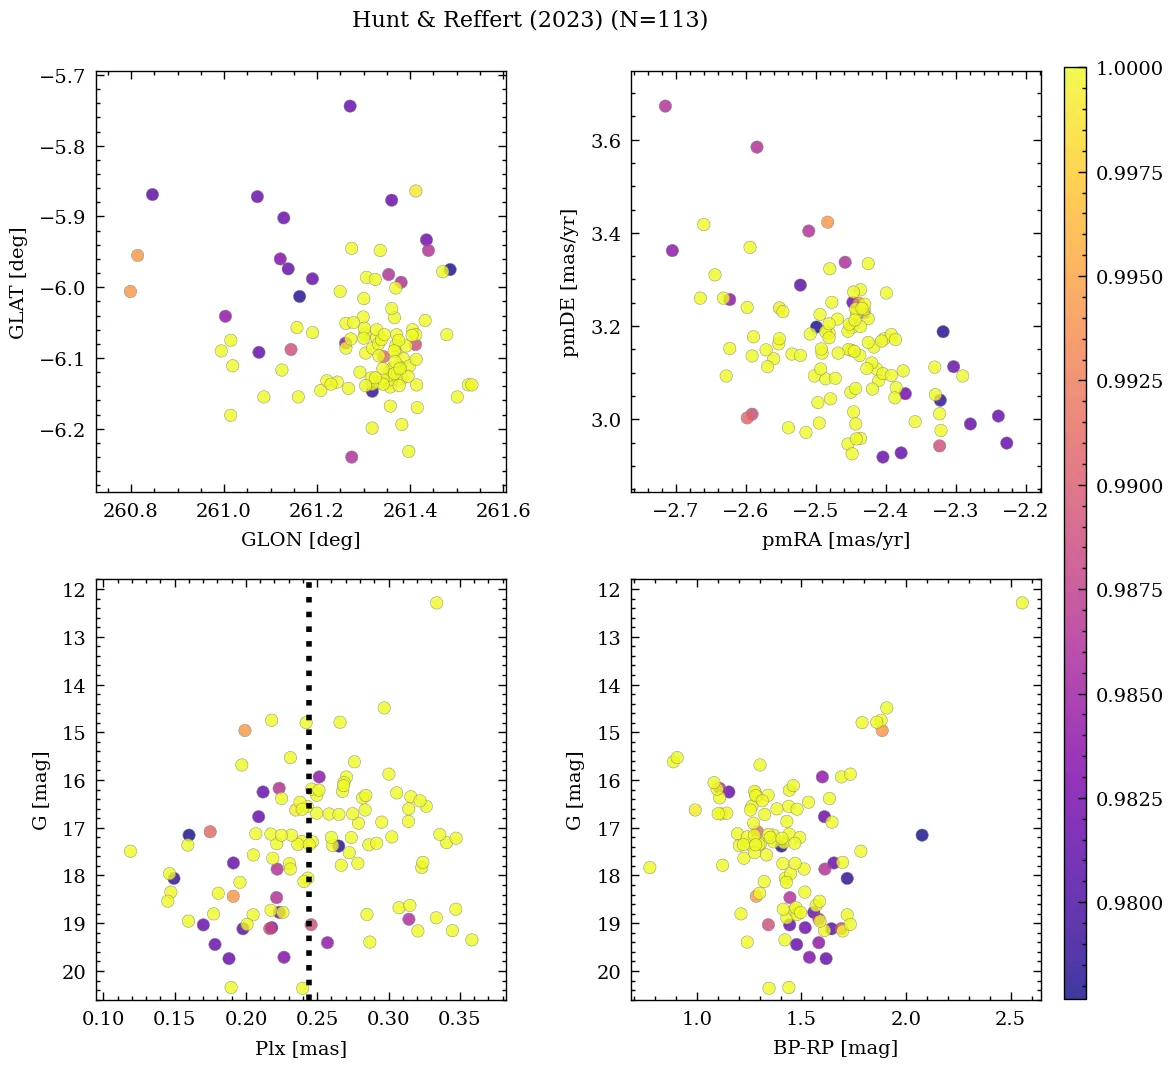 Hunt & Reffert (2023) (N=113)
−5.7
−5.8
−5.9
−6.0
−6.1
−6.2
GLAT [deg]
260.8 261.0 261.2 261.4 261.6
GLON [deg]
3.6
3.4
3.2
3.0
pmDE [mas/yr]
−2.7 −2.6 −2.5 −2.4 −2.3 −2.2
pmRA [mas/yr]
12
13
14
15
16
17
18
19
20
G [mag]
0.10 0.15 0.20 0.25 0.30 0.35
Plx [mas]
12
13
14
15
16
17
18
19
20
G [mag]
1.0 1.5 2.0 2.5
BP-RP [mag]
1.0000
0.9975
0.9950
0.9925
0.9900
0.9875
0.9850
0.9825
0.9800